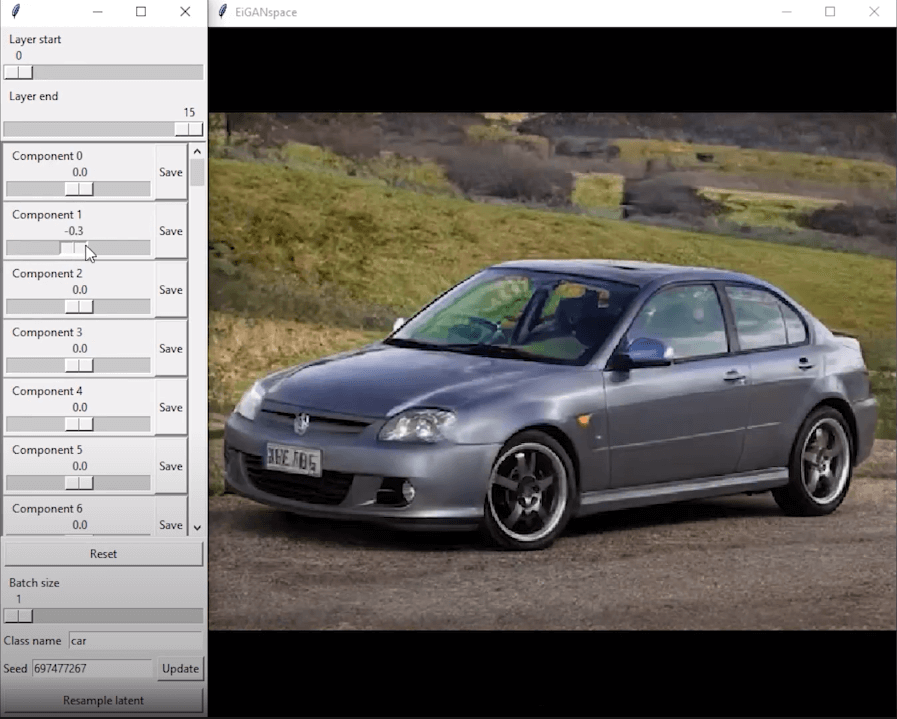 EiGANspace
Layer start
0
Layer end
15
Component 0
0.0
Save
Component 1
-0.3
Save
Component 2
0.0
Save
Component 3
0.0
Save
Component 4
0.0
Save
Component 5
0.0
Save
Component 6
0.0
Save
Reset
Batch size
1
Class name car
Seed 697477267 Update
Resample latent